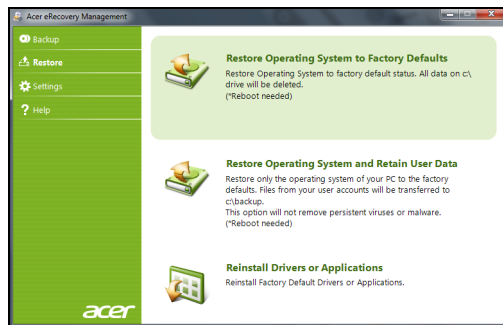 Acer eRecovery Management
Backup
Restore
Settings
Help
Restore Operating System to Factory Defaults
Restore Operating System to factory default status. All data on c:\
drive will be deleted.
(*Reboot needed)
Restore Operating System and Retain User Data
Restore only the operating system of your PC to the factory
defaults. Files from your user accounts will be transferred to
c:\backup.
This option will not remove persistent viruses or malware.
(*Reboot needed)
Reinstall Drivers or Applications
Reinstall Factory Default Drivers or Applications.
acer